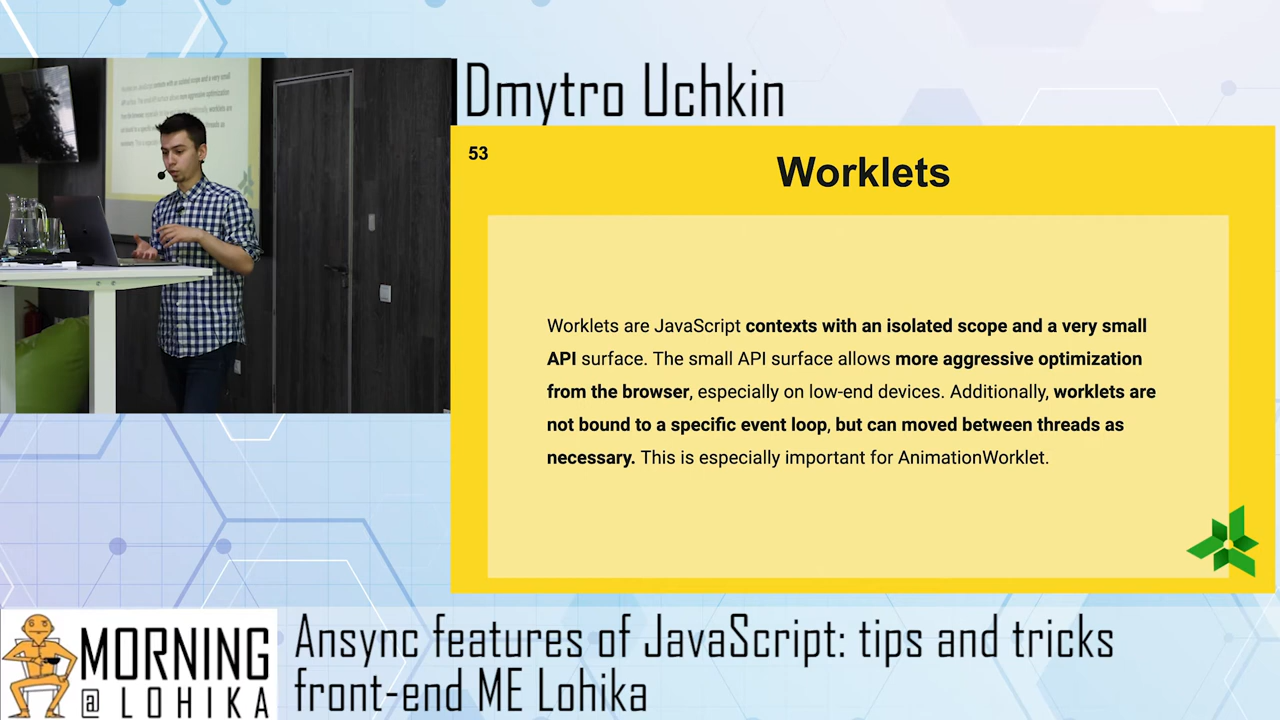 Dmytro Uchkin
53
Worklets
Worklets are JavaScript contexts with an isolated scope and a very small
API surface. The small API surface allows more aggressive optimization
from the browser, especially on low-end devices. Additionally, worklets are
not bound to a specific event loop, but can moved between threads as
necessary. This is especially important for AnimationWorklet.
MORNING
@ LOHIKA
Ansync features of JavaScript: tips and tricks
front-end ME Lohika